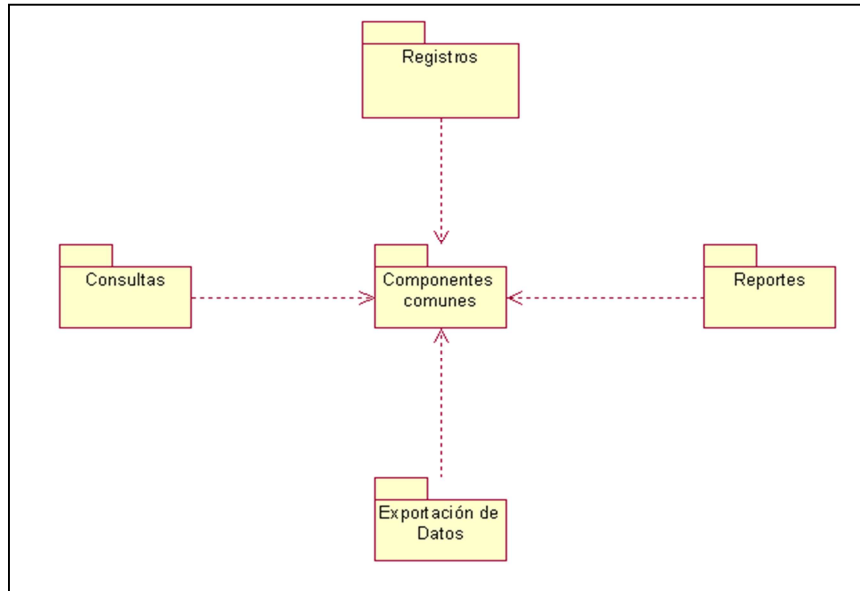 Registros
Consultas
Componentes
comunes
Reportes
Exportación de
Datos